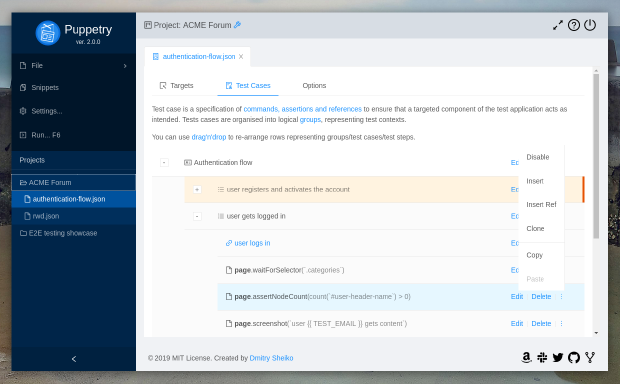 Puppetry
ver. 2.0.0
File
Snippets
Settings...
Run... F6
Projects
ACME Forum
authentication-flow.json
rwd.json
E2E testing showcase
Project: ACME Forum
authentication-flow.json
Targets
Test Cases
Options
Test case is a specification of commands, assertions and references to ensure that a targeted component of the test application acts as
intended. Test cases are organised into logical groups, representing test contexts.
You can use drag'n'drop to re-arrange rows representing groups/test cases/test steps.
Authentication flow
user registers and activates the account
user gets logged in
user logs in
page.waitForSelector(`.categories`)
page.assertNodeCount(count(`#user-header-name`) > 0)
Edit Delete
page.screenshot(`user {{ TEST_EMAIL }} gets content`)
Edit Delete
Disable
Insert
Insert Ref
Clone
Copy
Paste
© 2019 MIT License. Created by Dmitry Sheiko